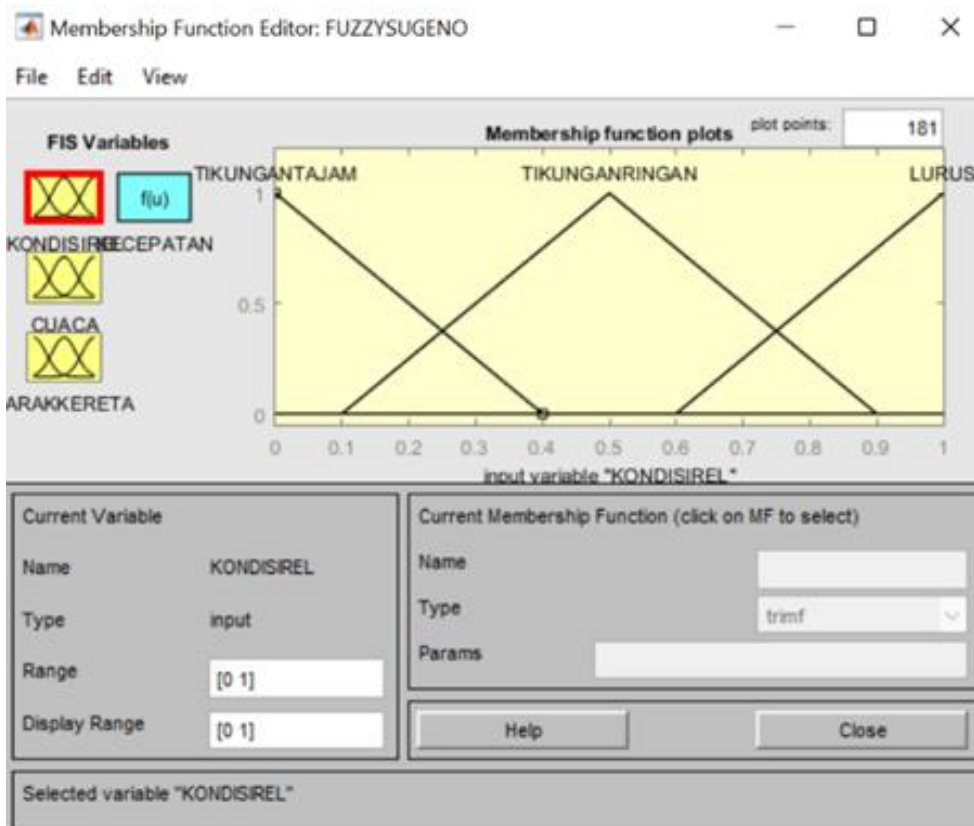 Membership Function Editor: FUZZYSUGENO
File Edit View
FIS Variables
Membership function plots
plot points:
181
f(u)
KECEPATAN
CUACA
ARAKKERETA
TIKUNGANTAJAM
TIKUNGANRINGAN
LURUS
1
0.5
0
0 0.1 0.2 0.3 0.4 0.5 0.6 0.7 0.8 0.9 1
input variable "KONDISIREL"
Current Variable
Name KONDISIREL
Type input
Range [0 1]
Display Range [0 1]
Current Membership Function (click on MF to select)
Name
Type trimf
Params
Help Close
Selected variable "KONDISIREL"